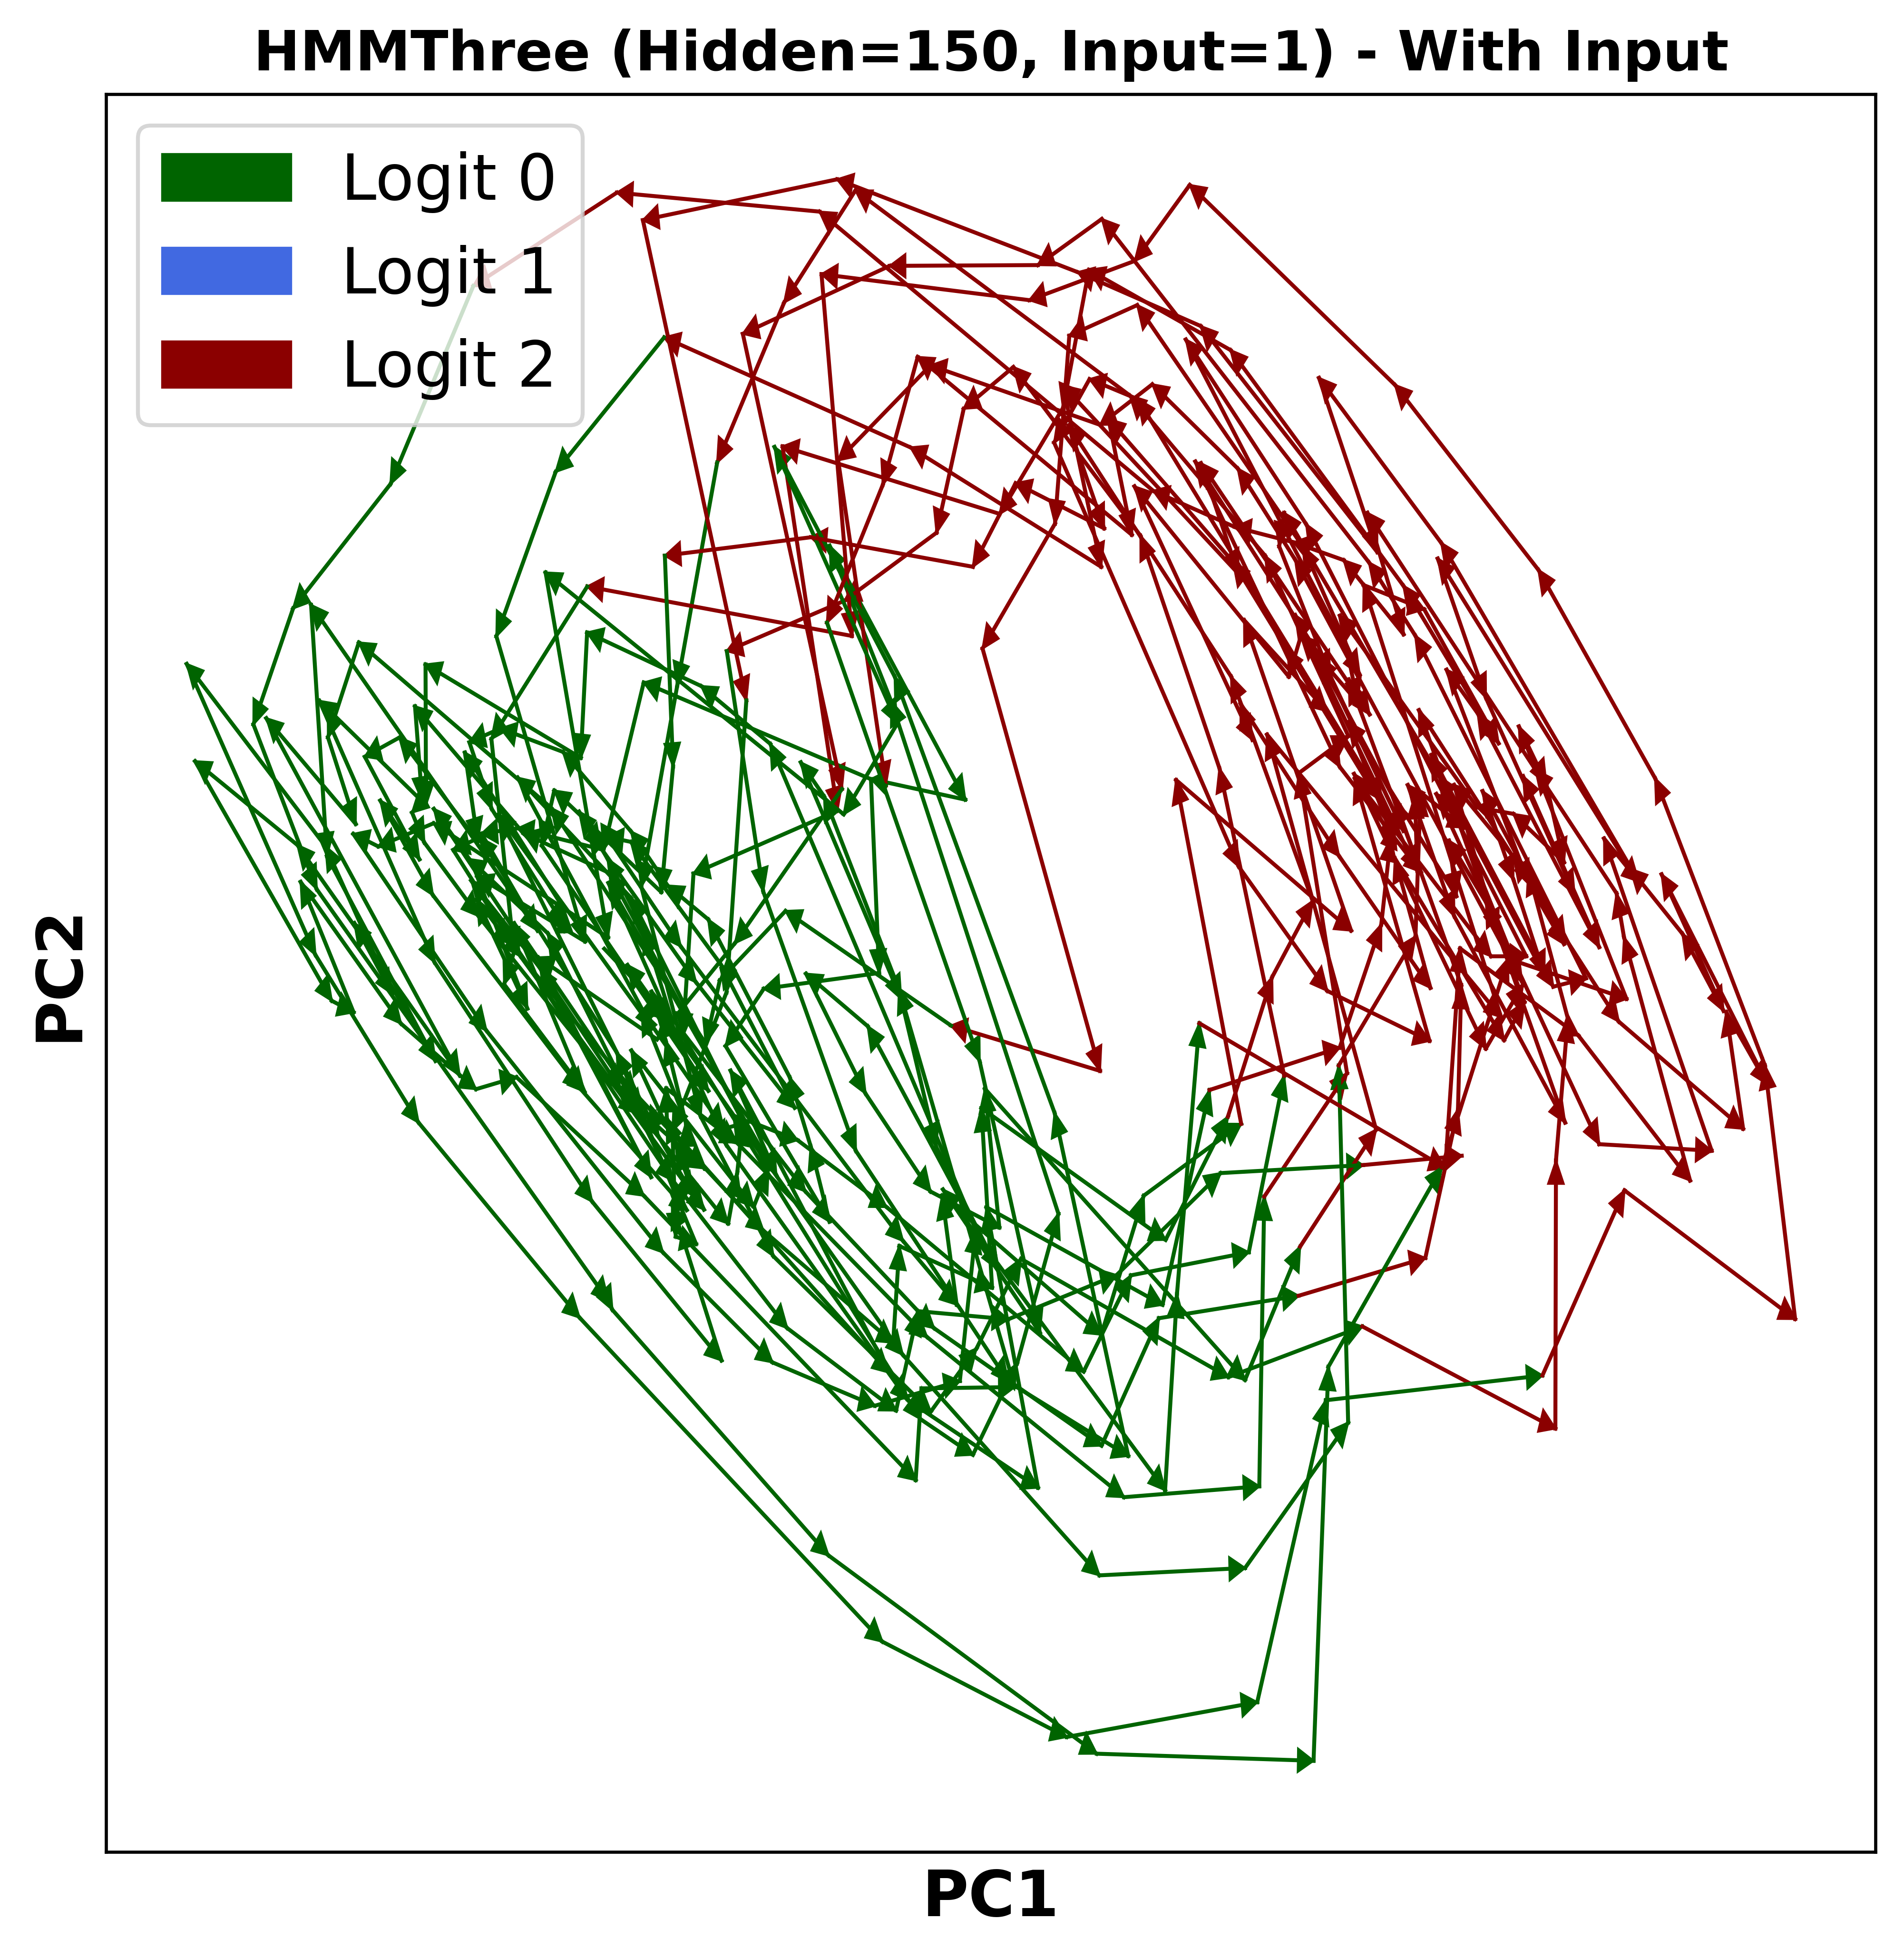 HMMThree (Hidden=150, Input=1) - With Input
Logit 0
Logit 1
Logit 2
PC2
PC1